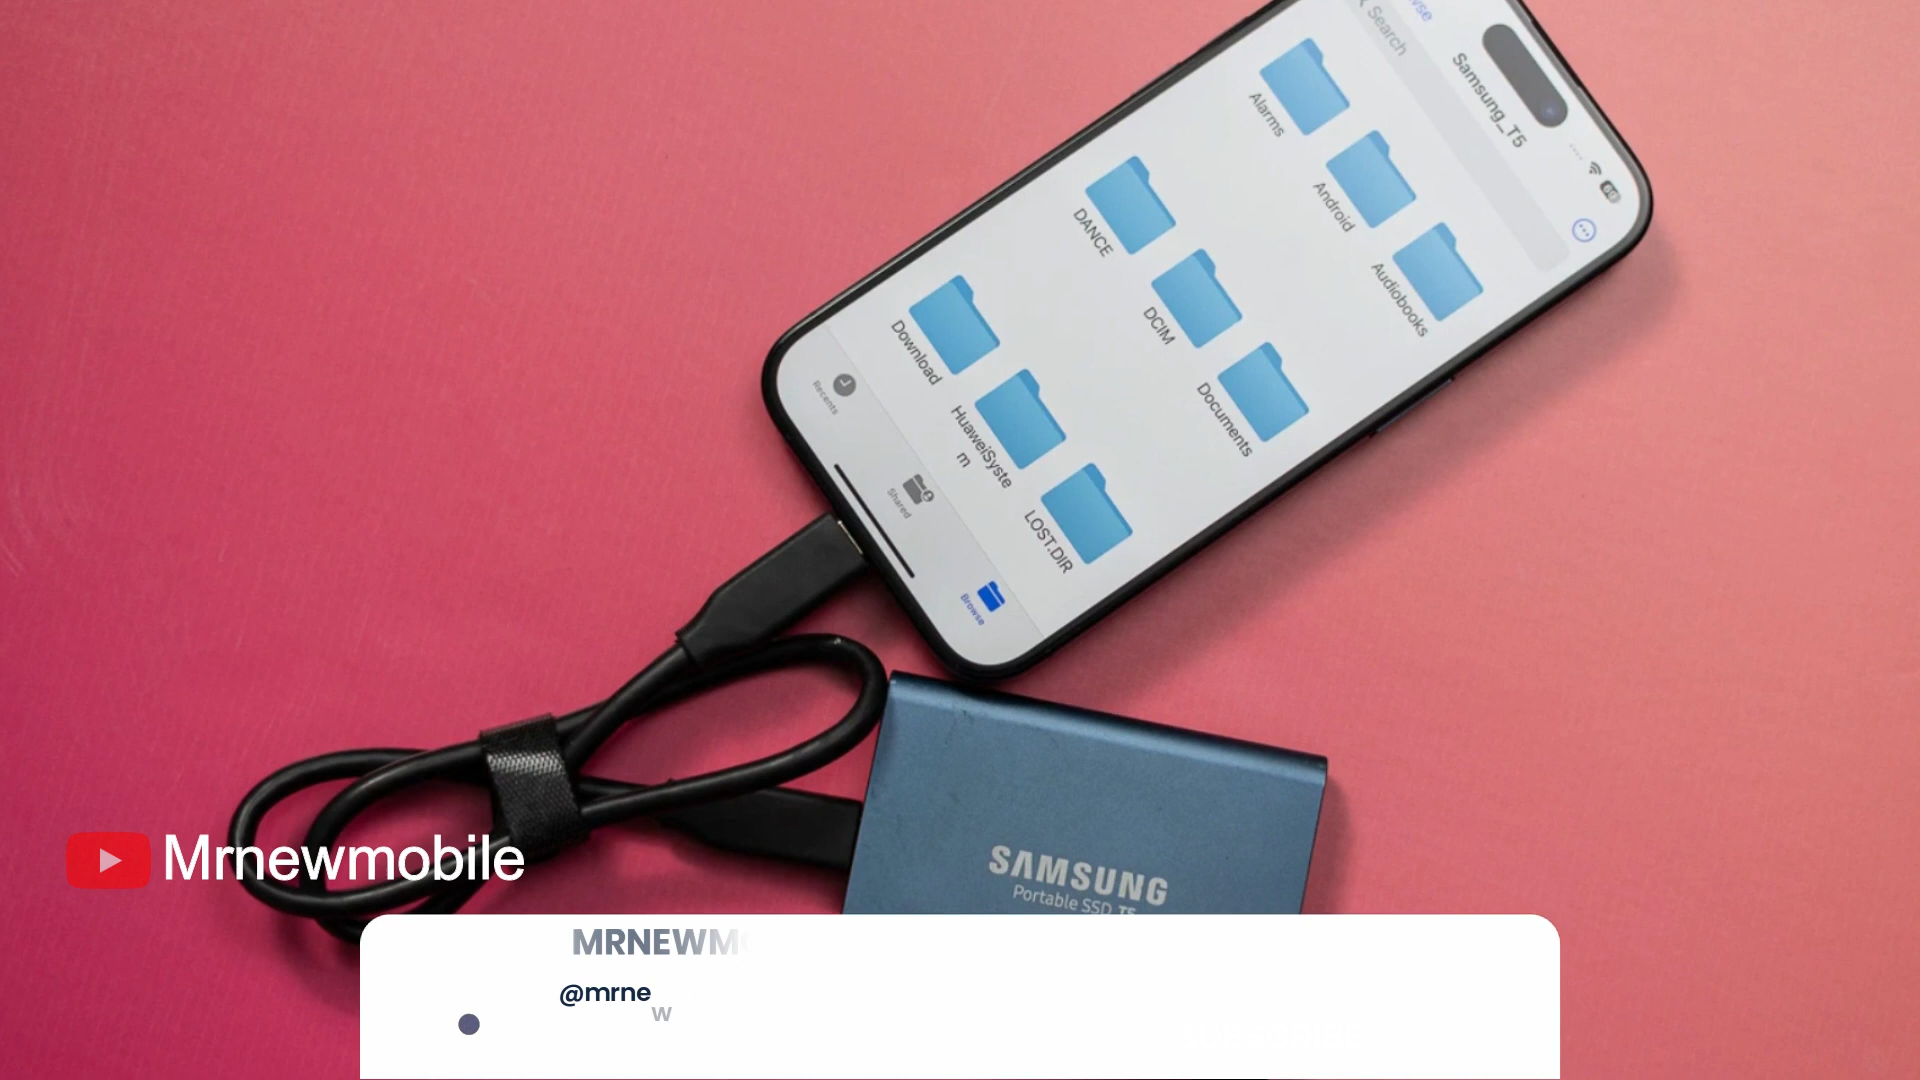 Search
Samsung_T5
Alarms
Android
Audiobooks
DANCE
DCIM
Documents
Download
HuaweiSyste
m
LOST.DIR
Recents
Shared
Browse
SAMSUNG
Portable SSD T5
Mrnewmobile
MRNEWM
@mrne
w